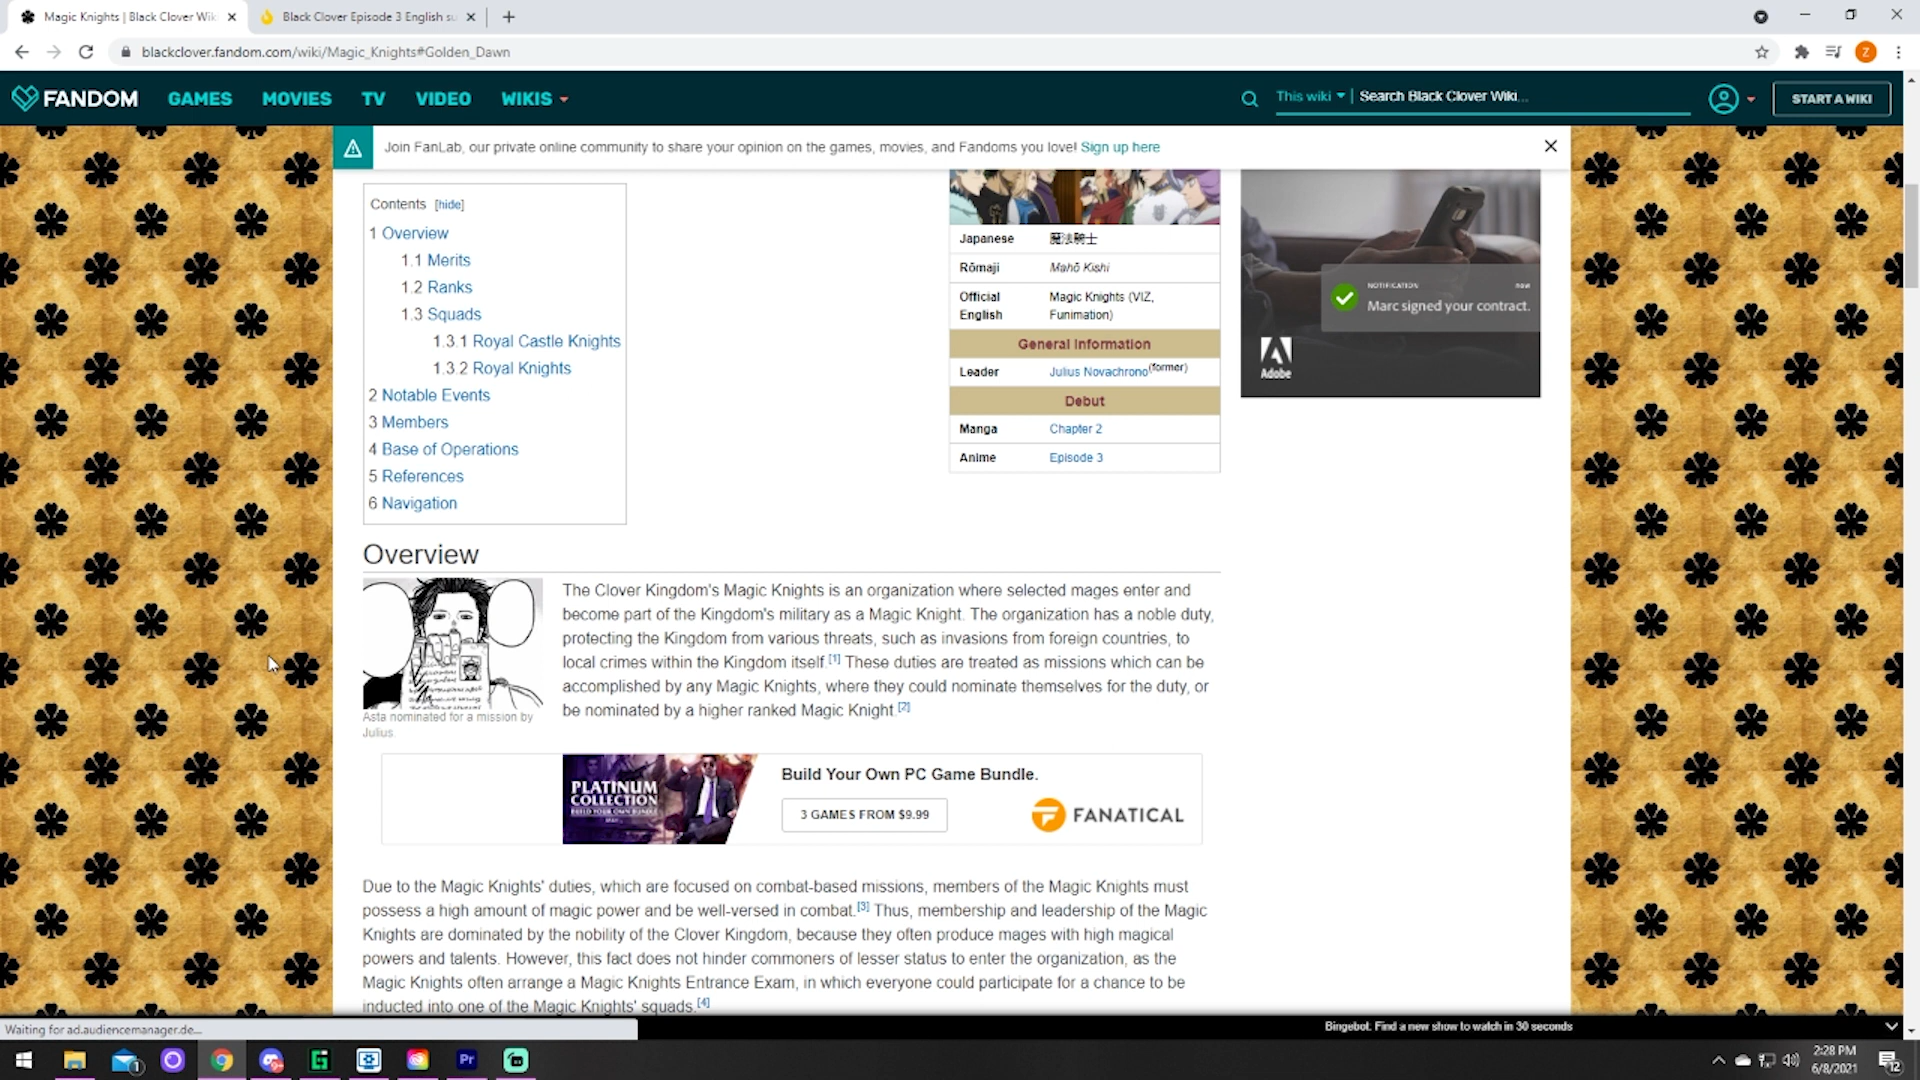 Magic Knights | Black Clover Wiki
Black Clover Episode 3 English su
blackclover.fandom.com/wiki/Magic_Knights#Golden_Dawn
Z
FANDOM
GAMES
MOVIES
TV
VIDEO
WIKIS
This wiki
Search Black Clover Wiki...
START A WIKI
Join FanLab, our private online community to share your opinion on the games, movies, and Fandoms you love! Sign up here
Contents [hide]
1 Overview
1.1 Merits
1.2 Ranks
1.3 Squads
1.3.1 Royal Castle Knights
1.3.2 Royal Knights
2 Notable Events
3 Members
4 Base of Operations
5 References
6 Navigation
Japanese 魔法騎士
Rōmaji Mahō Kishi
Official English Magic Knights (VIZ,
Funimation)
General Information
Leader Julius Novachrono(former)
Debut
Manga Chapter 2
Anime Episode 3
NOTIFICATION now
Marc signed your contract.
Adobe
Overview
Asta nominated for a mission by
Julius
The Clover Kingdom's Magic Knights is an organization where selected mages enter and
become part of the Kingdom's military as a Magic Knight. The organization has a noble duty,
protecting the Kingdom from various threats, such as invasions from foreign countries, to
local crimes within the Kingdom itself.[1] These duties are treated as missions which can be
accomplished by any Magic Knights, where they could nominate themselves for the duty, or
be nominated by a higher ranked Magic Knight.[2]
PLATINUM
COLLECTION
BUILD YOUR OWN BUNDLE
Build Your Own PC Game Bundle.
3 GAMES FROM $9.99
FANATICAL
Due to the Magic Knights' duties, which are focused on combat-based missions, members of the Magic Knights must
possess a high amount of magic power and be well-versed in combat.[3] Thus, membership and leadership of the Magic
Knights are dominated by the nobility of the Clover Kingdom, because they often produce mages with high magical
powers and talents. However, this fact does not hinder commoners of lesser status to enter the organization, as the
Magic Knights often arrange a Magic Knights Entrance Exam, in which everyone could participate for a chance to be
inducted into one of the Magic Knights' squads.[4]
Waiting for ad.audiencemanager.de...
Bingebot. Find a new show to watch in 30 seconds
1
Pr
2:28 PM
6/8/2021
12